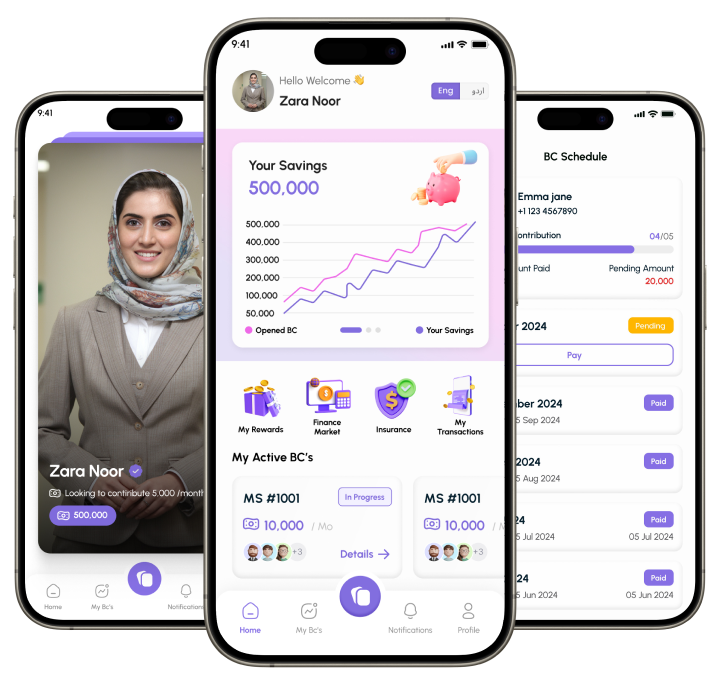 9:41
Zara Noor
Looking to contirbute 5.000 /month
500,000
Home
My Bc's
Notifications
9:41
Hello Welcome 👋
Zara Noor
Eng
اردو
Your Savings
500,000
500.000
400.000
300.000
200.000
100.000
50.000
Opened BC
Your Savings
My Rewards
Finance
Market
Insurance
My
Transactions
My Active BC's
MS #1001
In Progress
10,000 / Mo
+3
Details
MS #1001
10,000 / M
+3
Home
My Bc's
Notifications
Profile
BC Schedule
Emma jane
+1 123 4567890
ontribution
04/05
unt Paid
Pending Amount
20,000
r 2024
Pending
Pay
ber 2024
Paid
5 Sep 2024
2024
Paid
5 Aug 2024
24
Paid
5 Jul 2024
05 Jul 2024
24
Paid
5 Jun 2024
05 Jun 2024